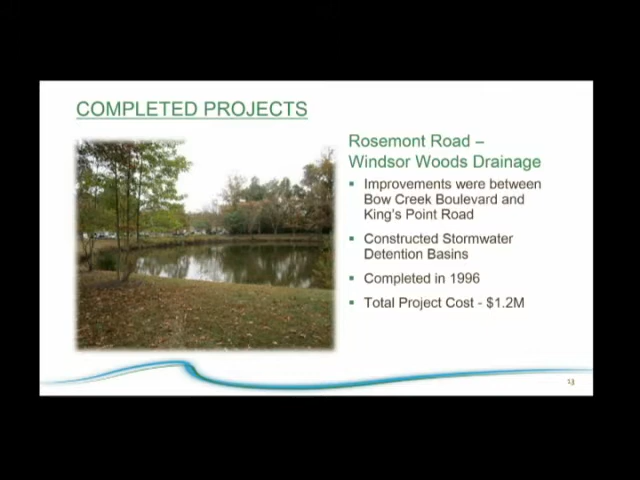 COMPLETED PROJECTS
Rosemont Road –
Windsor Woods Drainage
▪ Improvements were between
Bow Creek Boulevard and
King's Point Road
▪ Constructed Stormwater
Detention Basins
▪ Completed in 1996
▪ Total Project Cost - $1.2M
13